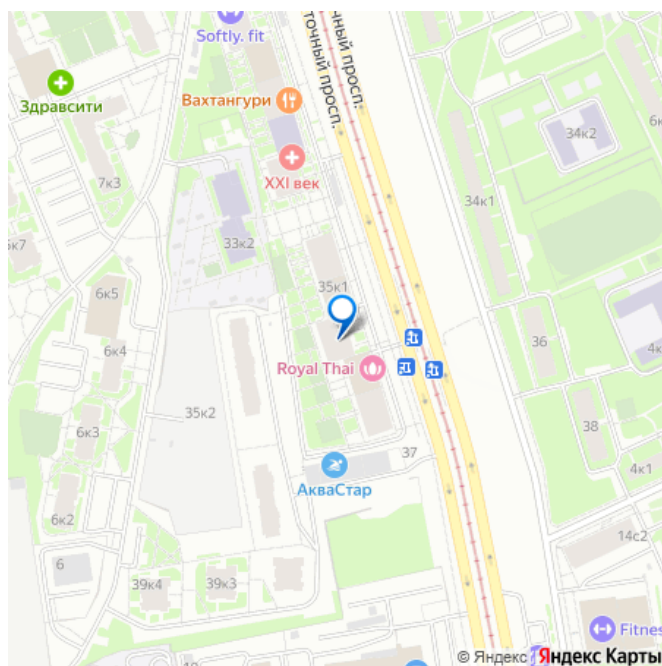 Softly. fit
точный просп.
чный просп.
Здравсити
Вахтангури
34к2
7к3
XXI век
34к1
33к2
6к5
35к1
36
6к4
Royal Thai
35к2
38
6к3
37
АкваСтар
4к1
6к2
14с2
6
39к4
39к3
Fitnes
© Яндекс
Яндекс Карты